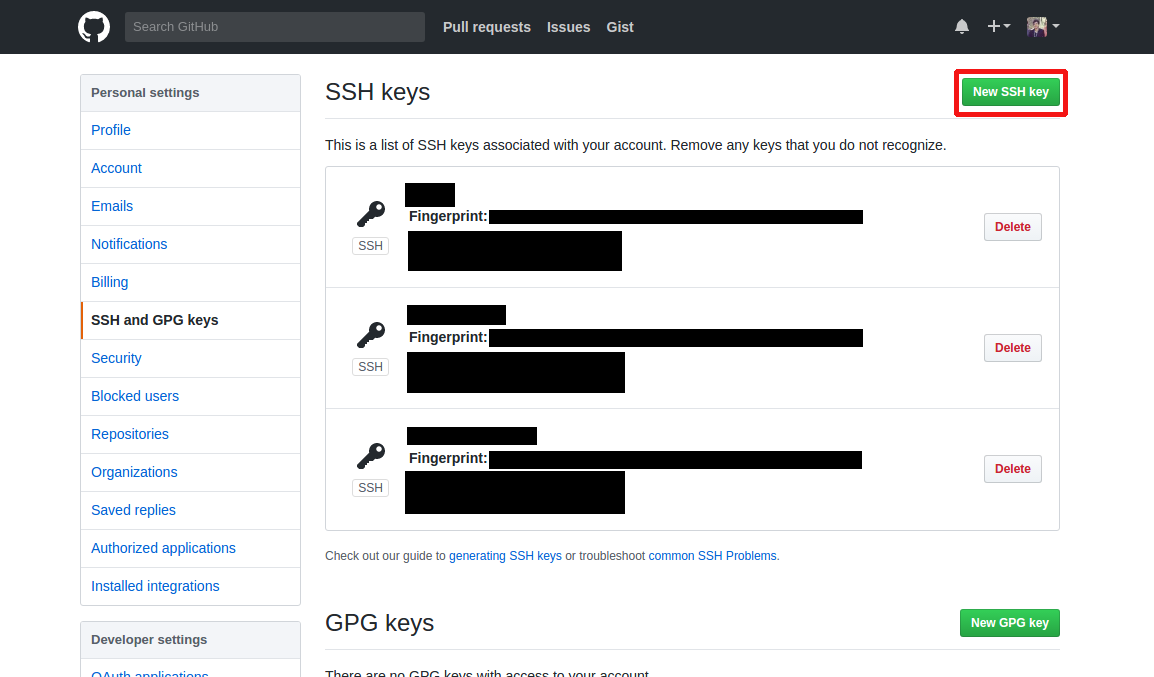 Search GitHub
Pull requests Issues Gist
Personal settings
Profile
Account
Emails
Notifications
Billing
SSH and GPG keys
Security
Blocked users
Repositories
Organizations
Saved replies
Authorized applications
Installed integrations
Developer settings
OAuth applications
SSH keys
New SSH key
This is a list of SSH keys associated with your account. Remove any keys that you do not recognize.
Fingerprint:
SSH
Delete
Fingerprint:
SSH
Delete
Fingerprint:
SSH
Delete
Check out our guide to generating SSH keys or troubleshoot common SSH Problems.
GPG keys
New GPG key
There are no GPG keys with access to your account.